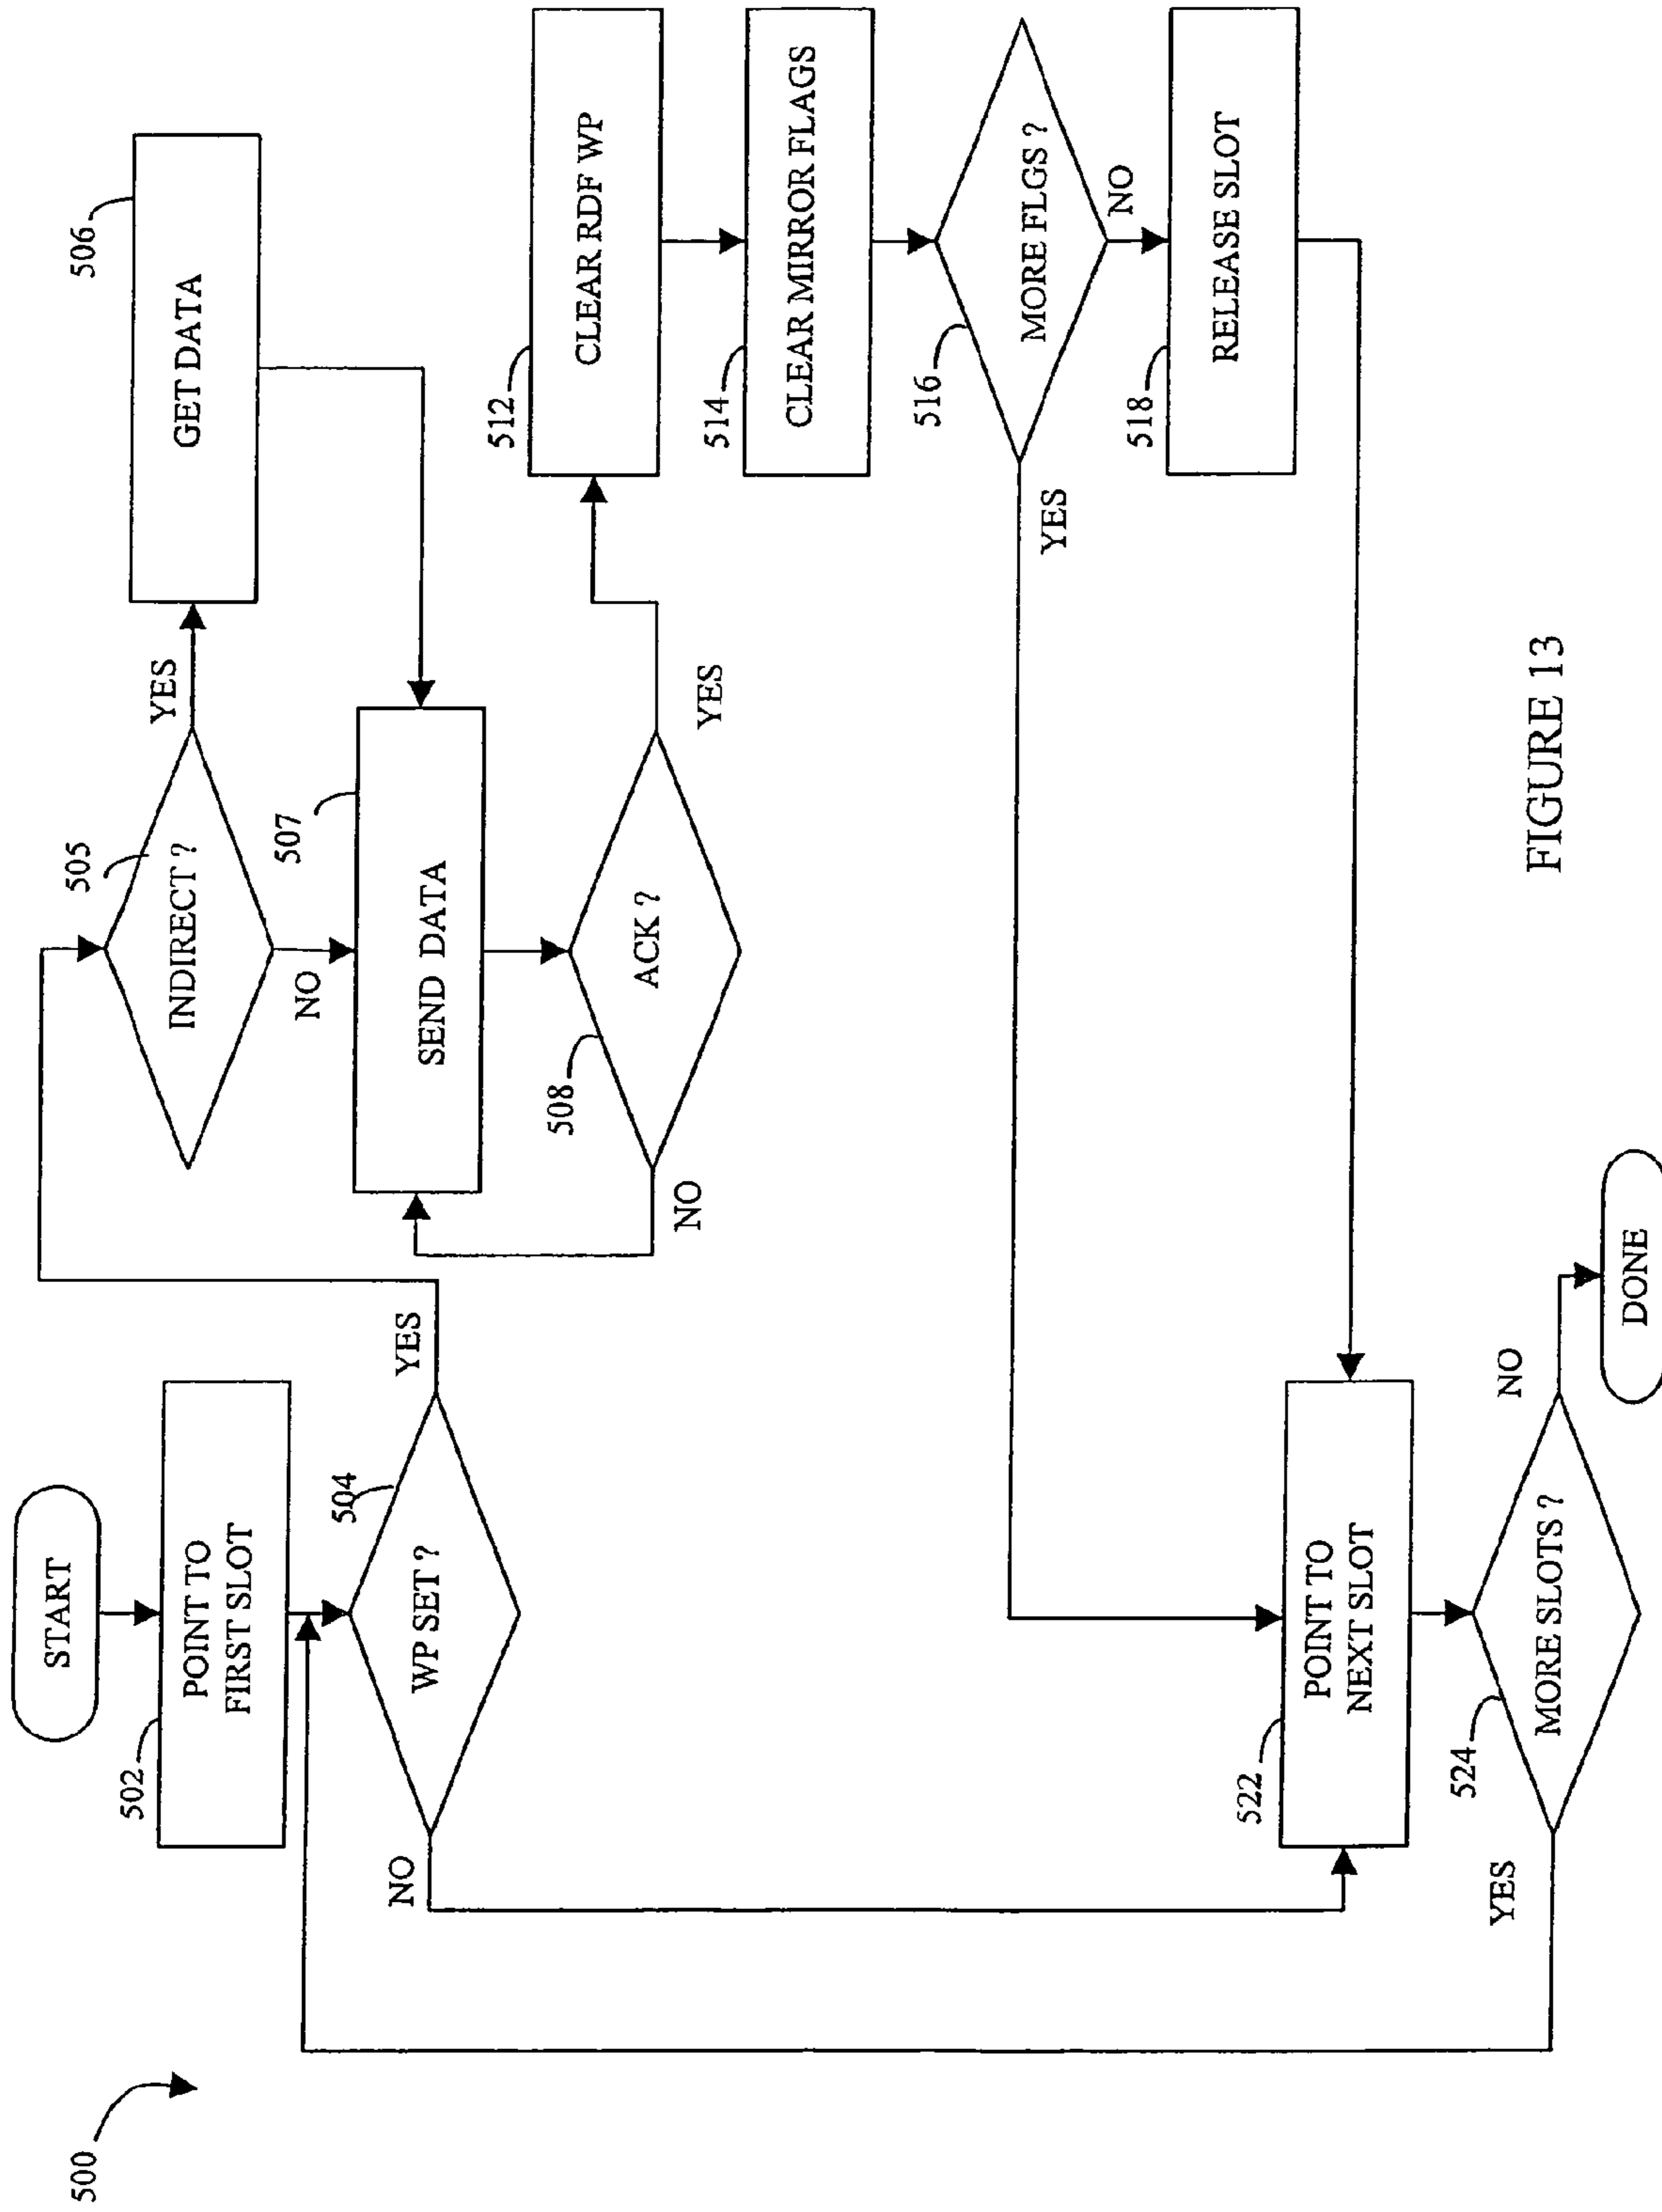 500
START
502
POINT TO
FIRST SLOT
504
WP SET ?
YES
NO
505
INDIRECT ?
YES
NO
506
GET DATA
507
SEND DATA
508
ACK ?
YES
NO
512
CLEAR RDF WP
514
CLEAR MIRROR FLAGS
516
MORE FLGS ?
YES
NO
518
RELEASE SLOT
522
POINT TO
NEXT SLOT
524
MORE SLOTS ?
YES
NO
DONE
FIGURE 13